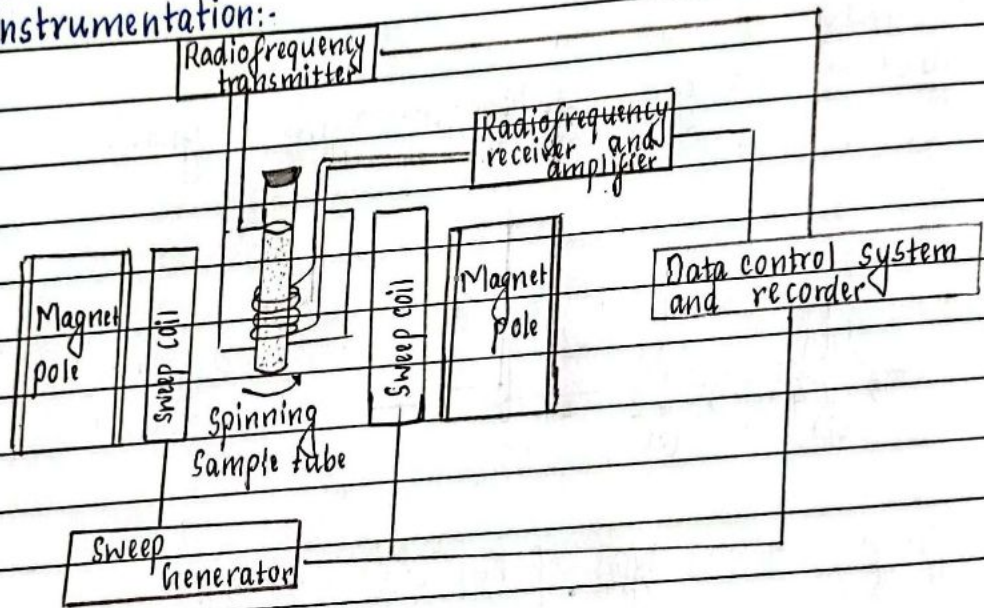 nstrumentation:-
Radiofrequency
transmitter
Radiofrequency
receiver and
amplifier
Magnet
pole
sweep coil
Spinning
Sample tube
sweep coil
Magnet
pole
Data control system
and recorder
Sweep
Generator